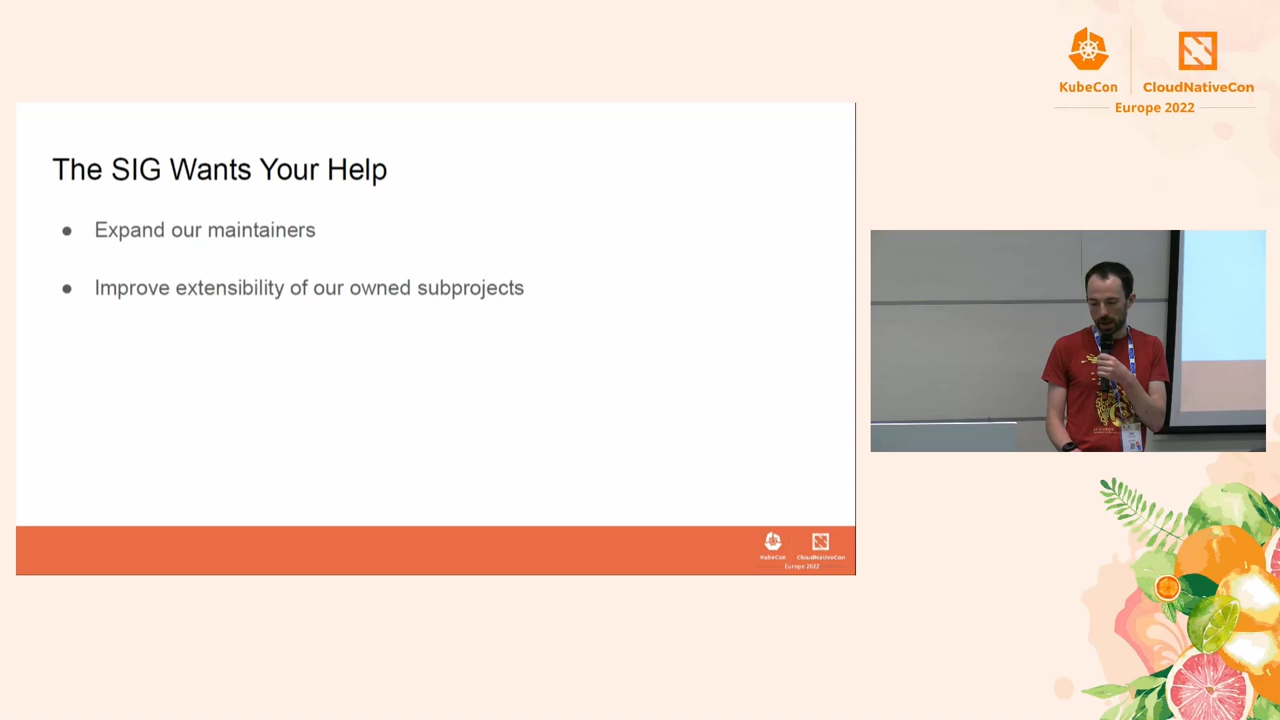 KubeCon
CloudNativeCon
Europe 2022
The SIG Wants Your Help
● Expand our maintainers
● Improve extensibility of our owned subprojects
KubeCon
CloudNativeCon
Europe 2022